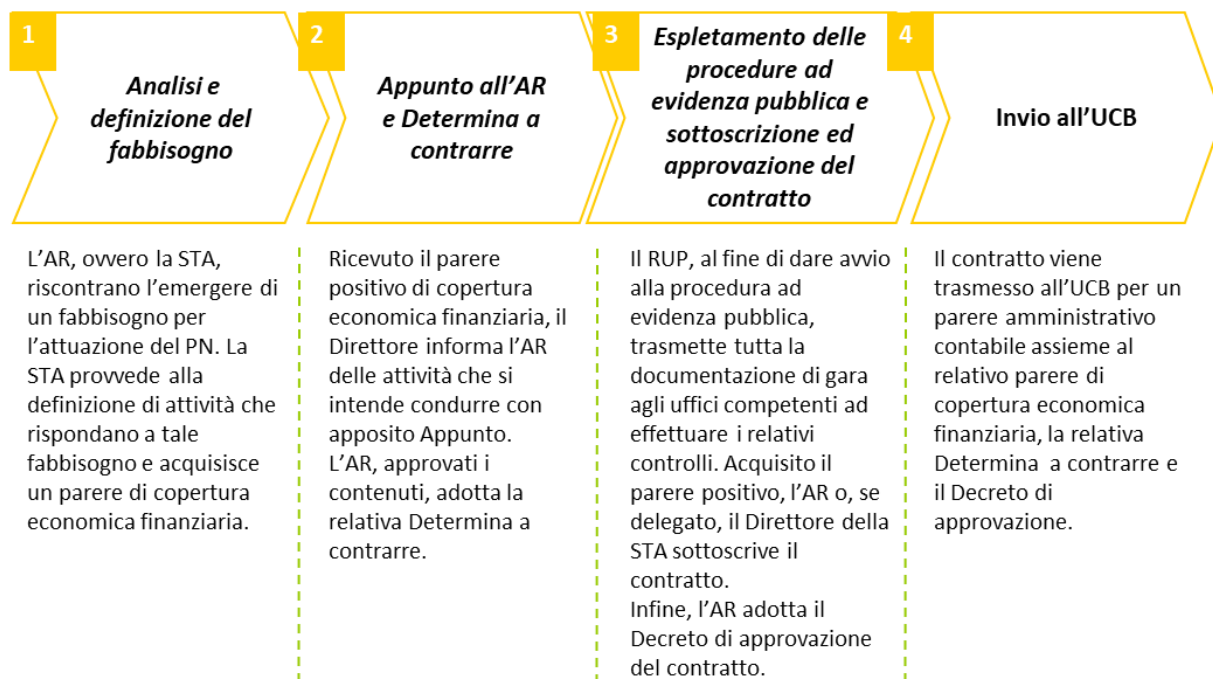 1
Analisi e
definizione del
fabbisogno
L’AR, ovvero la STA,
riscontrano l’emergere di
un fabbisogno per
l’attuazione del PN. La
STA provvede alla
definizione di attività che
rispondano a tale
fabbisogno e acquisisce
un parere di copertura
economica finanziaria.
2
Appunto all’AR
e Determina a
contrarre
Ricevuto il parere
positivo di copertura
economica finanziaria, il
Direttore informa l’AR
delle attività che si
intende condurre con
apposito Appunto.
L’AR, approvati i
contenuti, adotta la
relativa Determina a
contrarre.
3
Espletamento delle
procedure ad
evidenza pubblica e
sottoscrizione ed
approvazione del
contratto
Il RUP, al fine di dare avvio
alla procedura ad
evidenza pubblica,
trasmette tutta la
documentazione di gara
agli uffici competenti ad
effettuare i relativi
controlli. Acquisito il
parere positivo, l’AR o, se
delegato, il Direttore della
STA sottoscrive il
contratto.
Infine, l’AR adotta il
Decreto di approvazione
del contratto.
4
Invio all’UCB
Il contratto viene
trasmesso all’UCB per un
parere amministrativo
contabile assieme al
relativo parere di
copertura economica
finanziaria, la relativa
Determina a contrarre e
il Decreto di
approvazione.